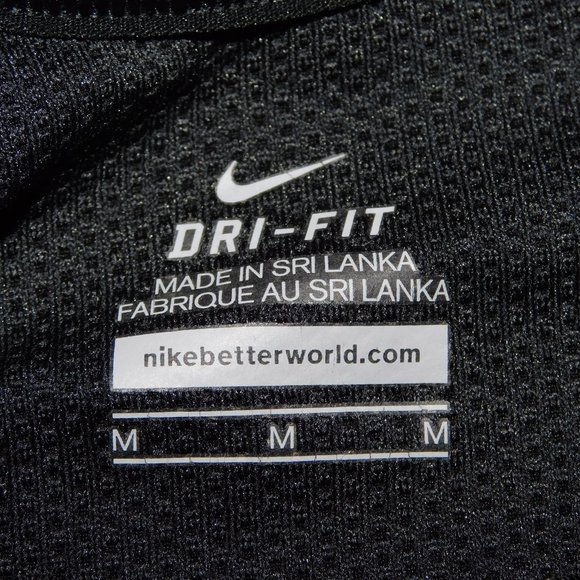 DRI-FIT
MADE IN SRI LANKA
FABRIQUE AU SRI LANKA
nikebetterworld.com
M M M